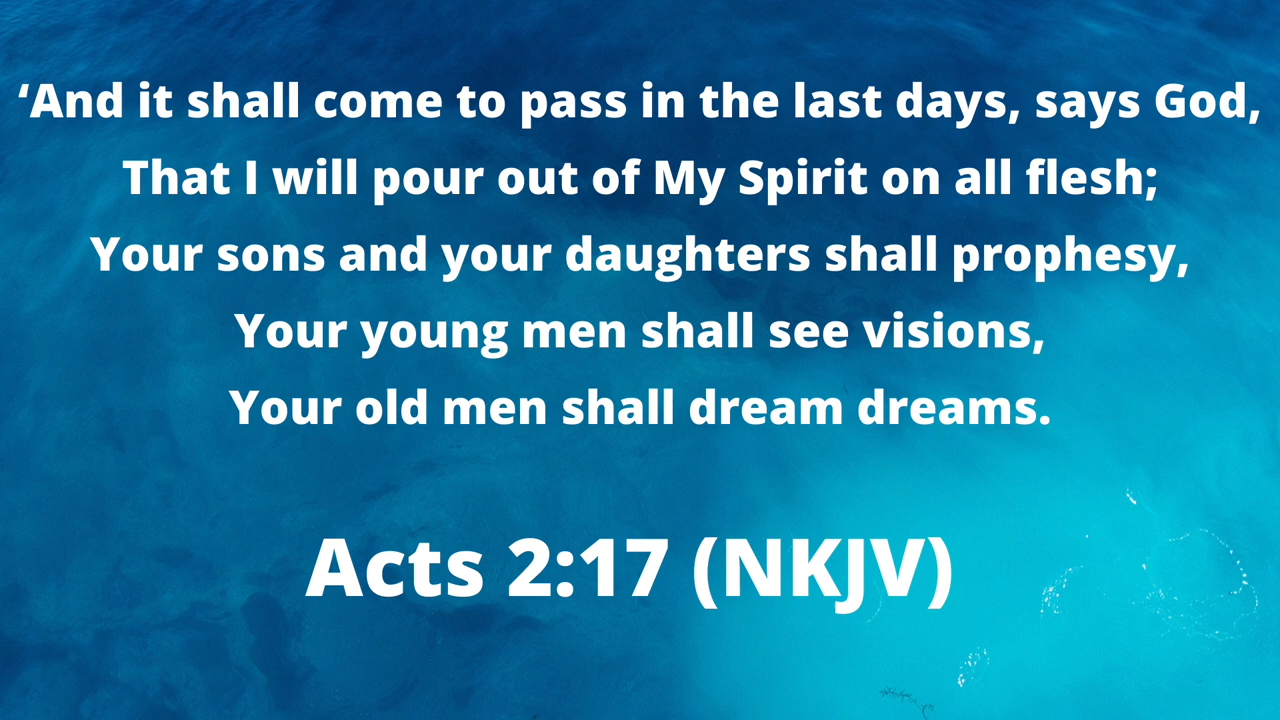 ‘And it shall come to pass in the last days, says God,
That I will pour out of My Spirit on all flesh;
Your sons and your daughters shall prophesy,
Your young men shall see visions,
Your old men shall dream dreams.
Acts 2:17 (NKJV)